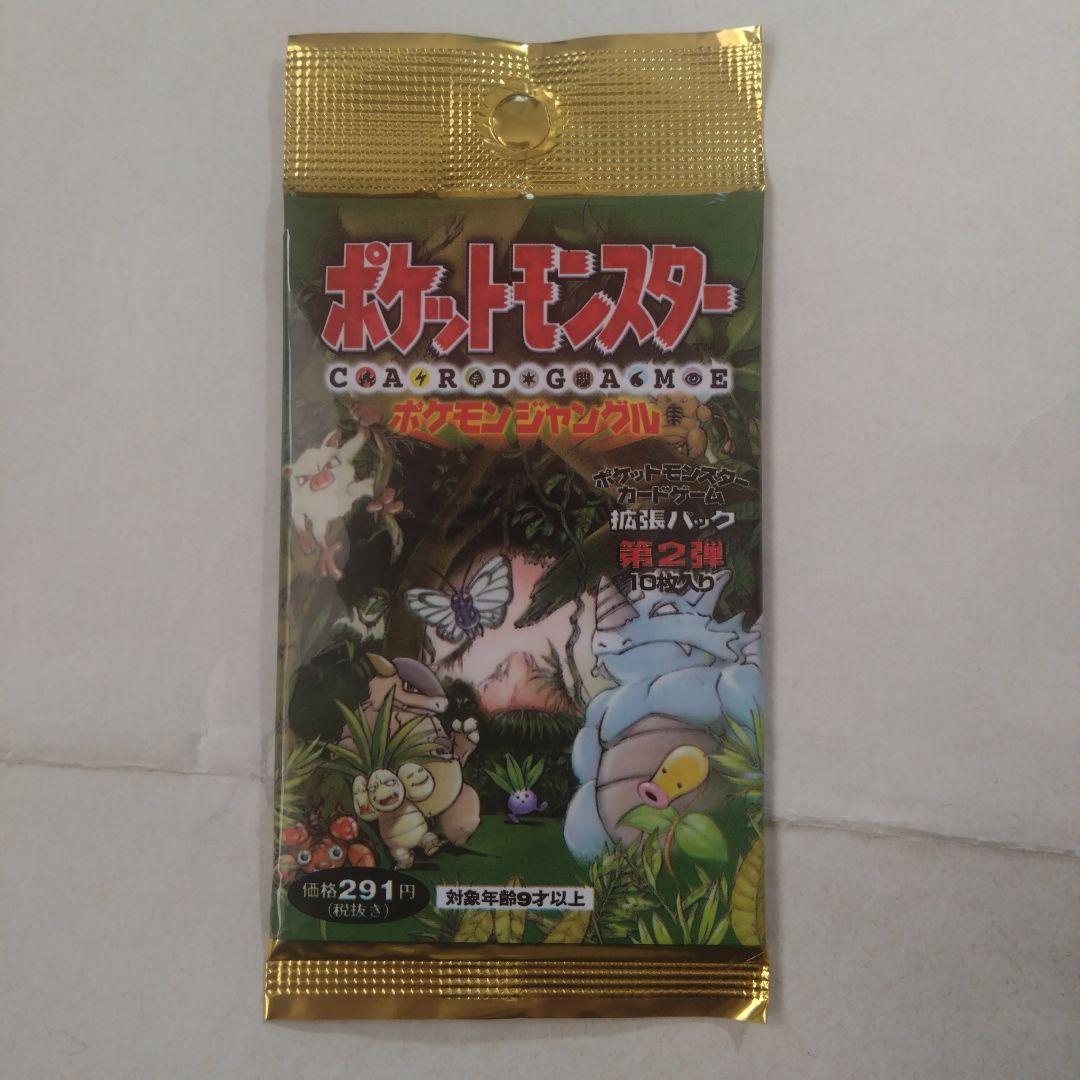 ポケットモンスター
CARDGAME
ポケモンジャングル
ポケットモンスター
カードゲーム
拡張パック
第2弾
10枚入り
価格291円
(税抜き)
対象年齢9才以上